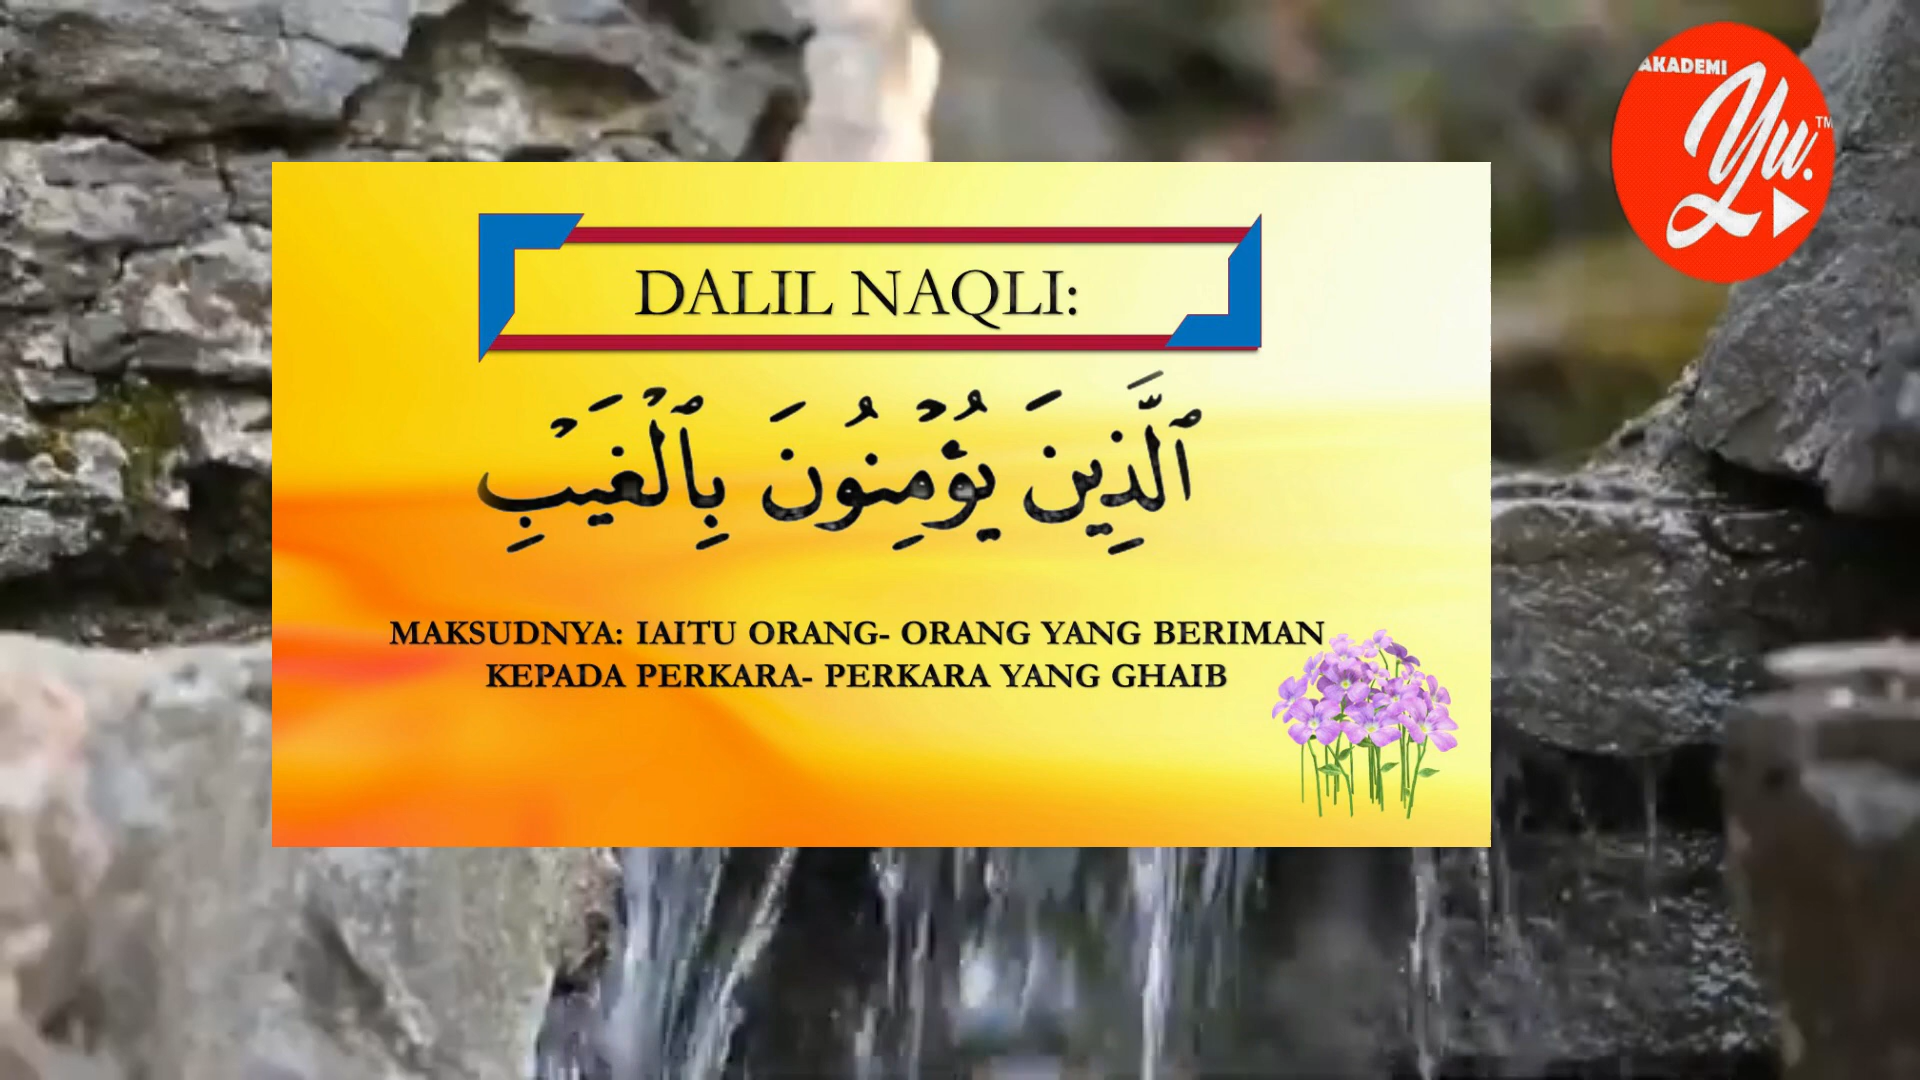 AKADEMI
Yu.
TM
DALIL NAQLI:
ٱلَّذِينَ يُؤْمِنُونَ بِٱلْغَيْبِ
MAKSUDNYA: IAITU ORANG- ORANG YANG BERIMAN
KEPADA PERKARA- PERKARA YANG GHAIB